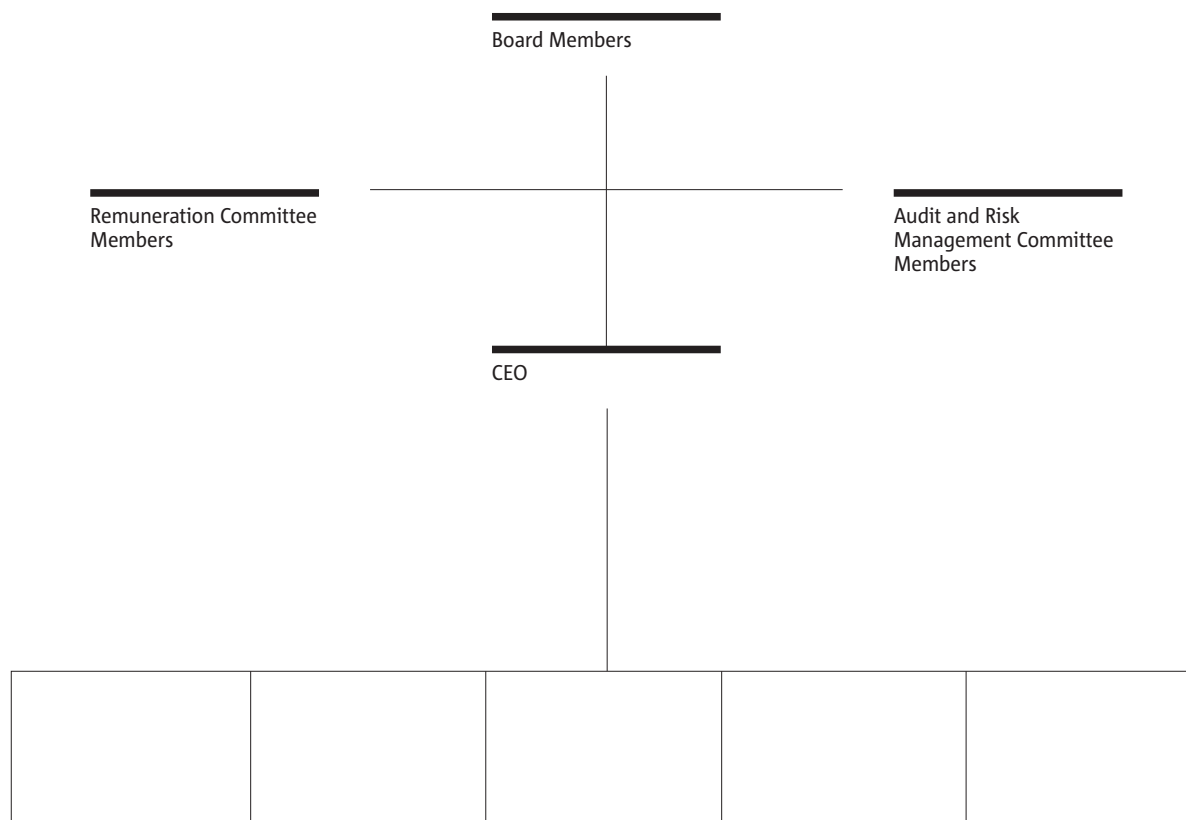 Board Members
Remuneration Committee
Members
Audit and Risk
Management Committee
Members
CEO